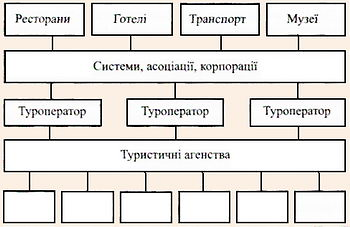 Ресторани Готелі Транспорт Музеї
Системи, асоціації, корпорації
Туроператор Туроператор Туроператор
Туристичні агенства